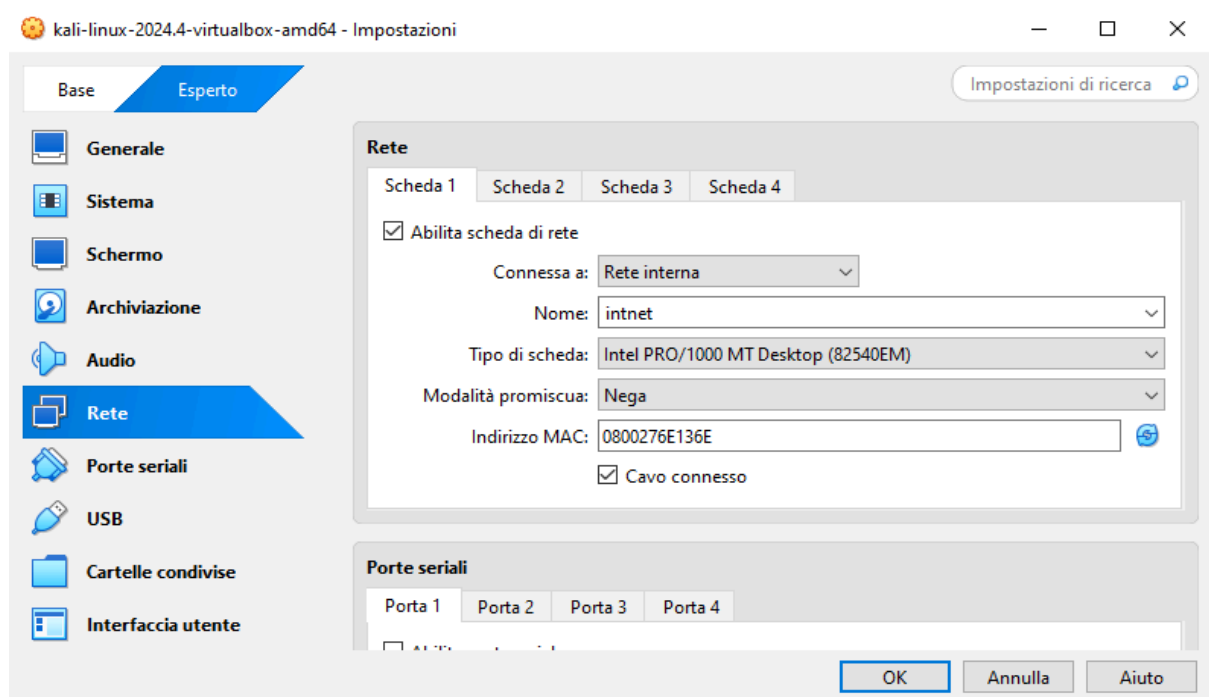 kali-linux-2024.4-virtualbox-amd64 - Impostazioni
Base
Esperto
Impostazioni di ricerca
Generale
Sistema
Schermo
Archiviazione
Audio
Rete
Porte seriali
USB
Cartelle condivise
Interfaccia utente
Rete
Scheda 1 Scheda 2 Scheda 3 Scheda 4
Abilita scheda di rete
Connessa a: Rete interna
Nome: intnet
Tipo di scheda: Intel PRO/1000 MT Desktop (82540EM)
Modalità promiscua: Nega
Indirizzo MAC: 0800276E136E
Cavo connesso
Porte seriali
Porta 1 Porta 2 Porta 3 Porta 4
OK Annulla Aiuto